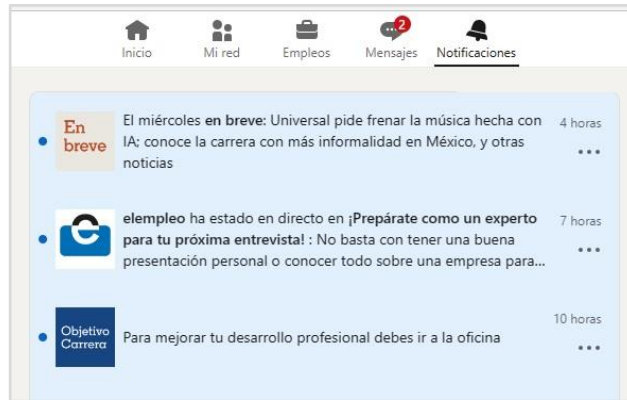 2
Inicio
Mi red
Empleos
Mensajes
Notificaciones
En
breve
El miércoles en breve: Universal pide frenar la música hecha con
IA; conoce la carrera con más informalidad en México, y otras
noticias
4 horas
e
elempleo ha estado en directo en ¡Prepárate como un experto
para tu próxima entrevista! : No basta con tener una buena
presentación personal o conocer todo sobre una empresa para...
7 horas
Objetivo
Carrera
Para mejorar tu desarrollo profesional debes ir a la oficina
10 horas